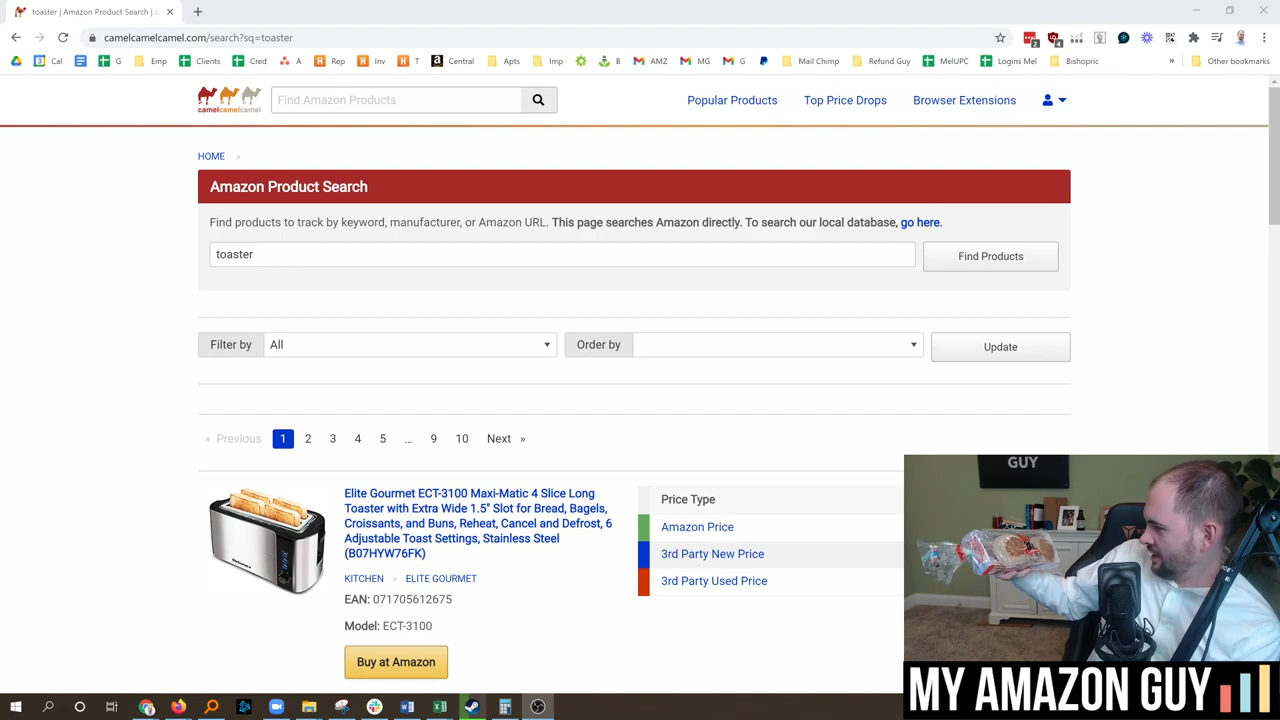 toaster | Amazon Product Search | c
camelcamelcamel.com/search?sq=toaster
Cal
G
Emp
Clients
Cred
A
Rep
Inv
T
Central
Apts
Imp
B
AMZ
MG
G
Mail Chimp
Refund Guy
MelUPC
Logins Mel
Bishopric
»
Other bookmarks
camelcamelcamel
Find Amazon Products
Popular Products
Top Price Drops
Browser Extensions
HOME »
Amazon Product Search
Find products to track by keyword, manufacturer, or Amazon URL. This page searches Amazon directly. To search our local database, go here.
toaster
Find Products
Filter by
All
Order by
Update
« Previous
1
2
3
4
5
...
9
10
Next »
Elite Gourmet ECT-3100 Maxi-Matic 4 Slice Long
Toaster with Extra Wide 1.5" Slot for Bread, Bagels,
Croissants, and Buns, Reheat, Cancel and Defrost, 6
Adjustable Toast Settings, Stainless Steel
(B07HYW76FK)
KITCHEN » ELITE GOURMET
EAN: 071705612675
Model: ECT-3100
Buy at Amazon
Price Type
Amazon Price
3rd Party New Price
3rd Party Used Price
GUY
MY AMAZON GUY